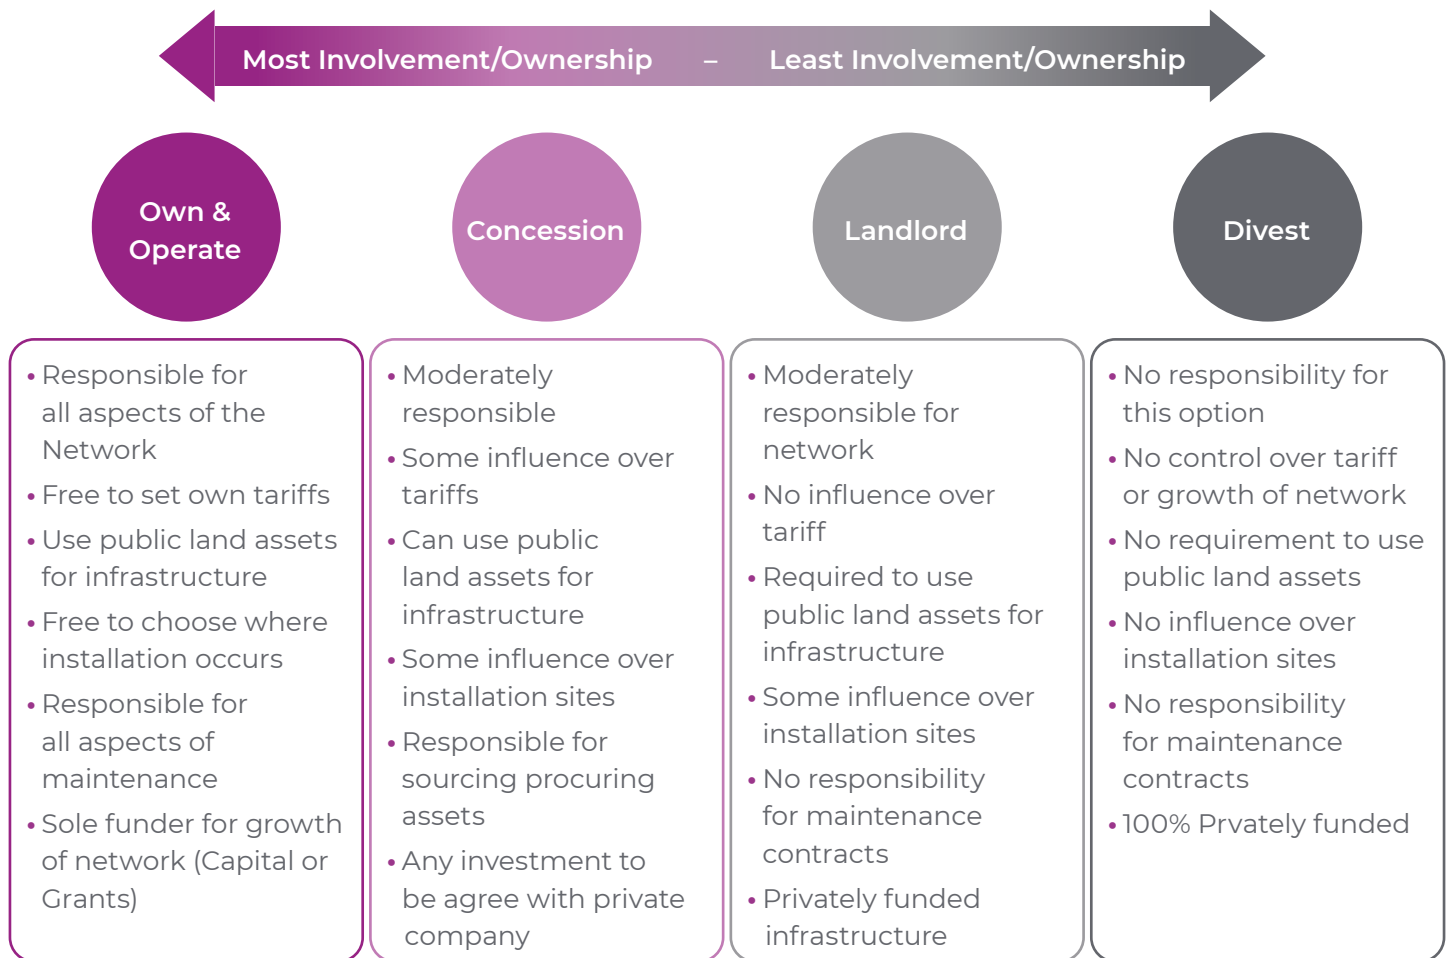 Most Involvement/Ownership – Least Involvement/Ownership
Own &
Operate
Concession
Landlord
Divest
• Responsible for
all aspects of the
Network
• Free to set own tariffs
• Use public land assets
for infrastructure
• Free to choose where
installation occurs
• Responsible for
all aspects of
maintenance
• Sole funder for growth
of network (Capital or
Grants)
• Moderately
responsible
• Some influence over
tariffs
• Can use public
land assets for
infrastructure
• Some influence over
installation sites
• Responsible for
sourcing procuring
assets
• Any investment to
be agree with private
company
• Moderately
responsible for
network
• No influence over
tariff
• Required to use
public land assets for
infrastructure
• Some influence over
installation sites
• No responsibility
for maintenance
contracts
• Privately funded
infrastructure
• No responsibility for
this option
• No control over tariff
or growth of network
• No requirement to use
public land assets
• No influence over
installation sites
• No responsibility
for maintenance
contracts
• 100% Prvately funded